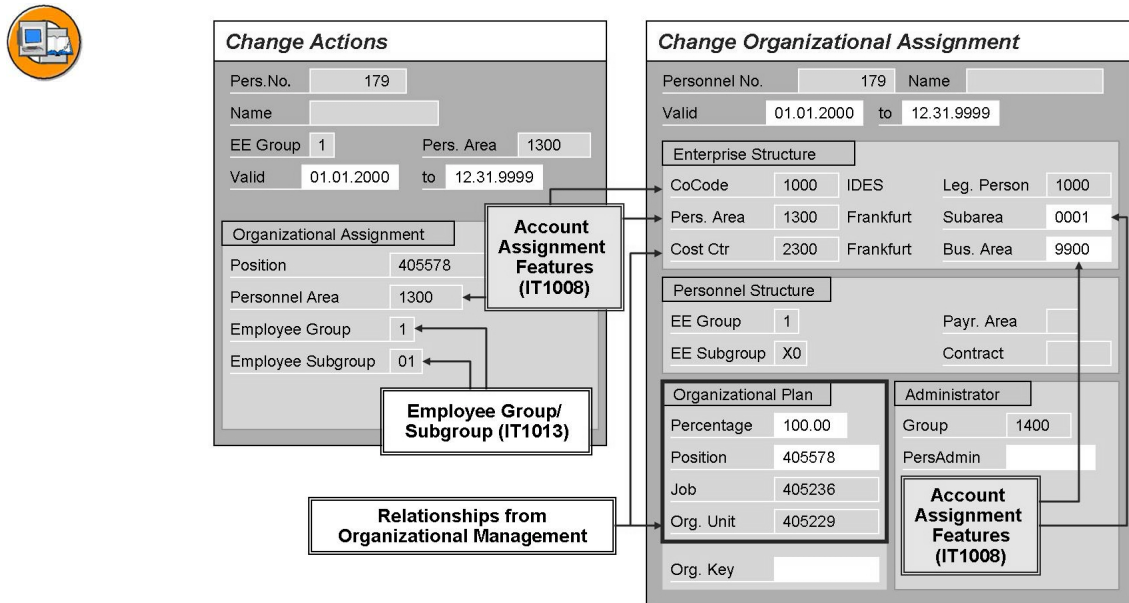 Change Actions
Pers.No. 179
Name
EE Group 1 Pers. Area 1300
Valid 01.01.2000 to 12.31.9999
Organizational Assignment
Position 405578
Personnel Area 1300
Employee Group 1
Employee Subgroup 01
Account
Assignment
Features
(IT1008)
Employee Group/
Subgroup (IT1013)
Relationships from
Organizational Management
Change Organizational Assignment
Personnel No. 179 Name
Valid 01.01.2000 to 12.31.9999
Enterprise Structure
CoCode 1000 IDES Leg. Person 1000
Pers. Area 1300 Frankfurt Subarea 0001
Cost Ctr 2300 Frankfurt Bus. Area 9900
Personnel Structure
EE Group 1 Payr. Area
EE Subgroup X0 Contract
Organizational Plan
Percentage 100.00
Position 405578
Job 405236
Org. Unit 405229
Org. Key
Administrator
Group 1400
PersAdmin
Account
Assignment
Features
(IT1008)